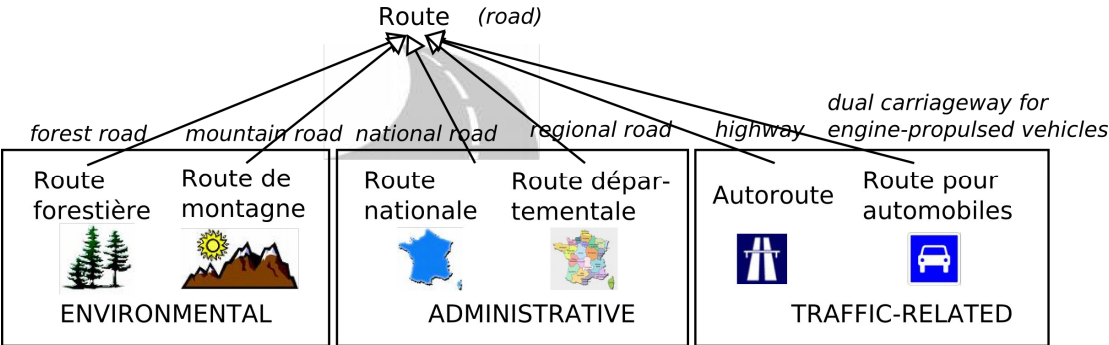 Route (road)
dual carriageway for
forest road mountain road national road regional road highway engine-propulsed vehicles
Route
forestière
Route de
montagne
Route
nationale
Route dépar-
tementale
Autoroute
Route pour
automobiles
ENVIRONMENTAL
ADMINISTRATIVE
TRAFFIC-RELATED